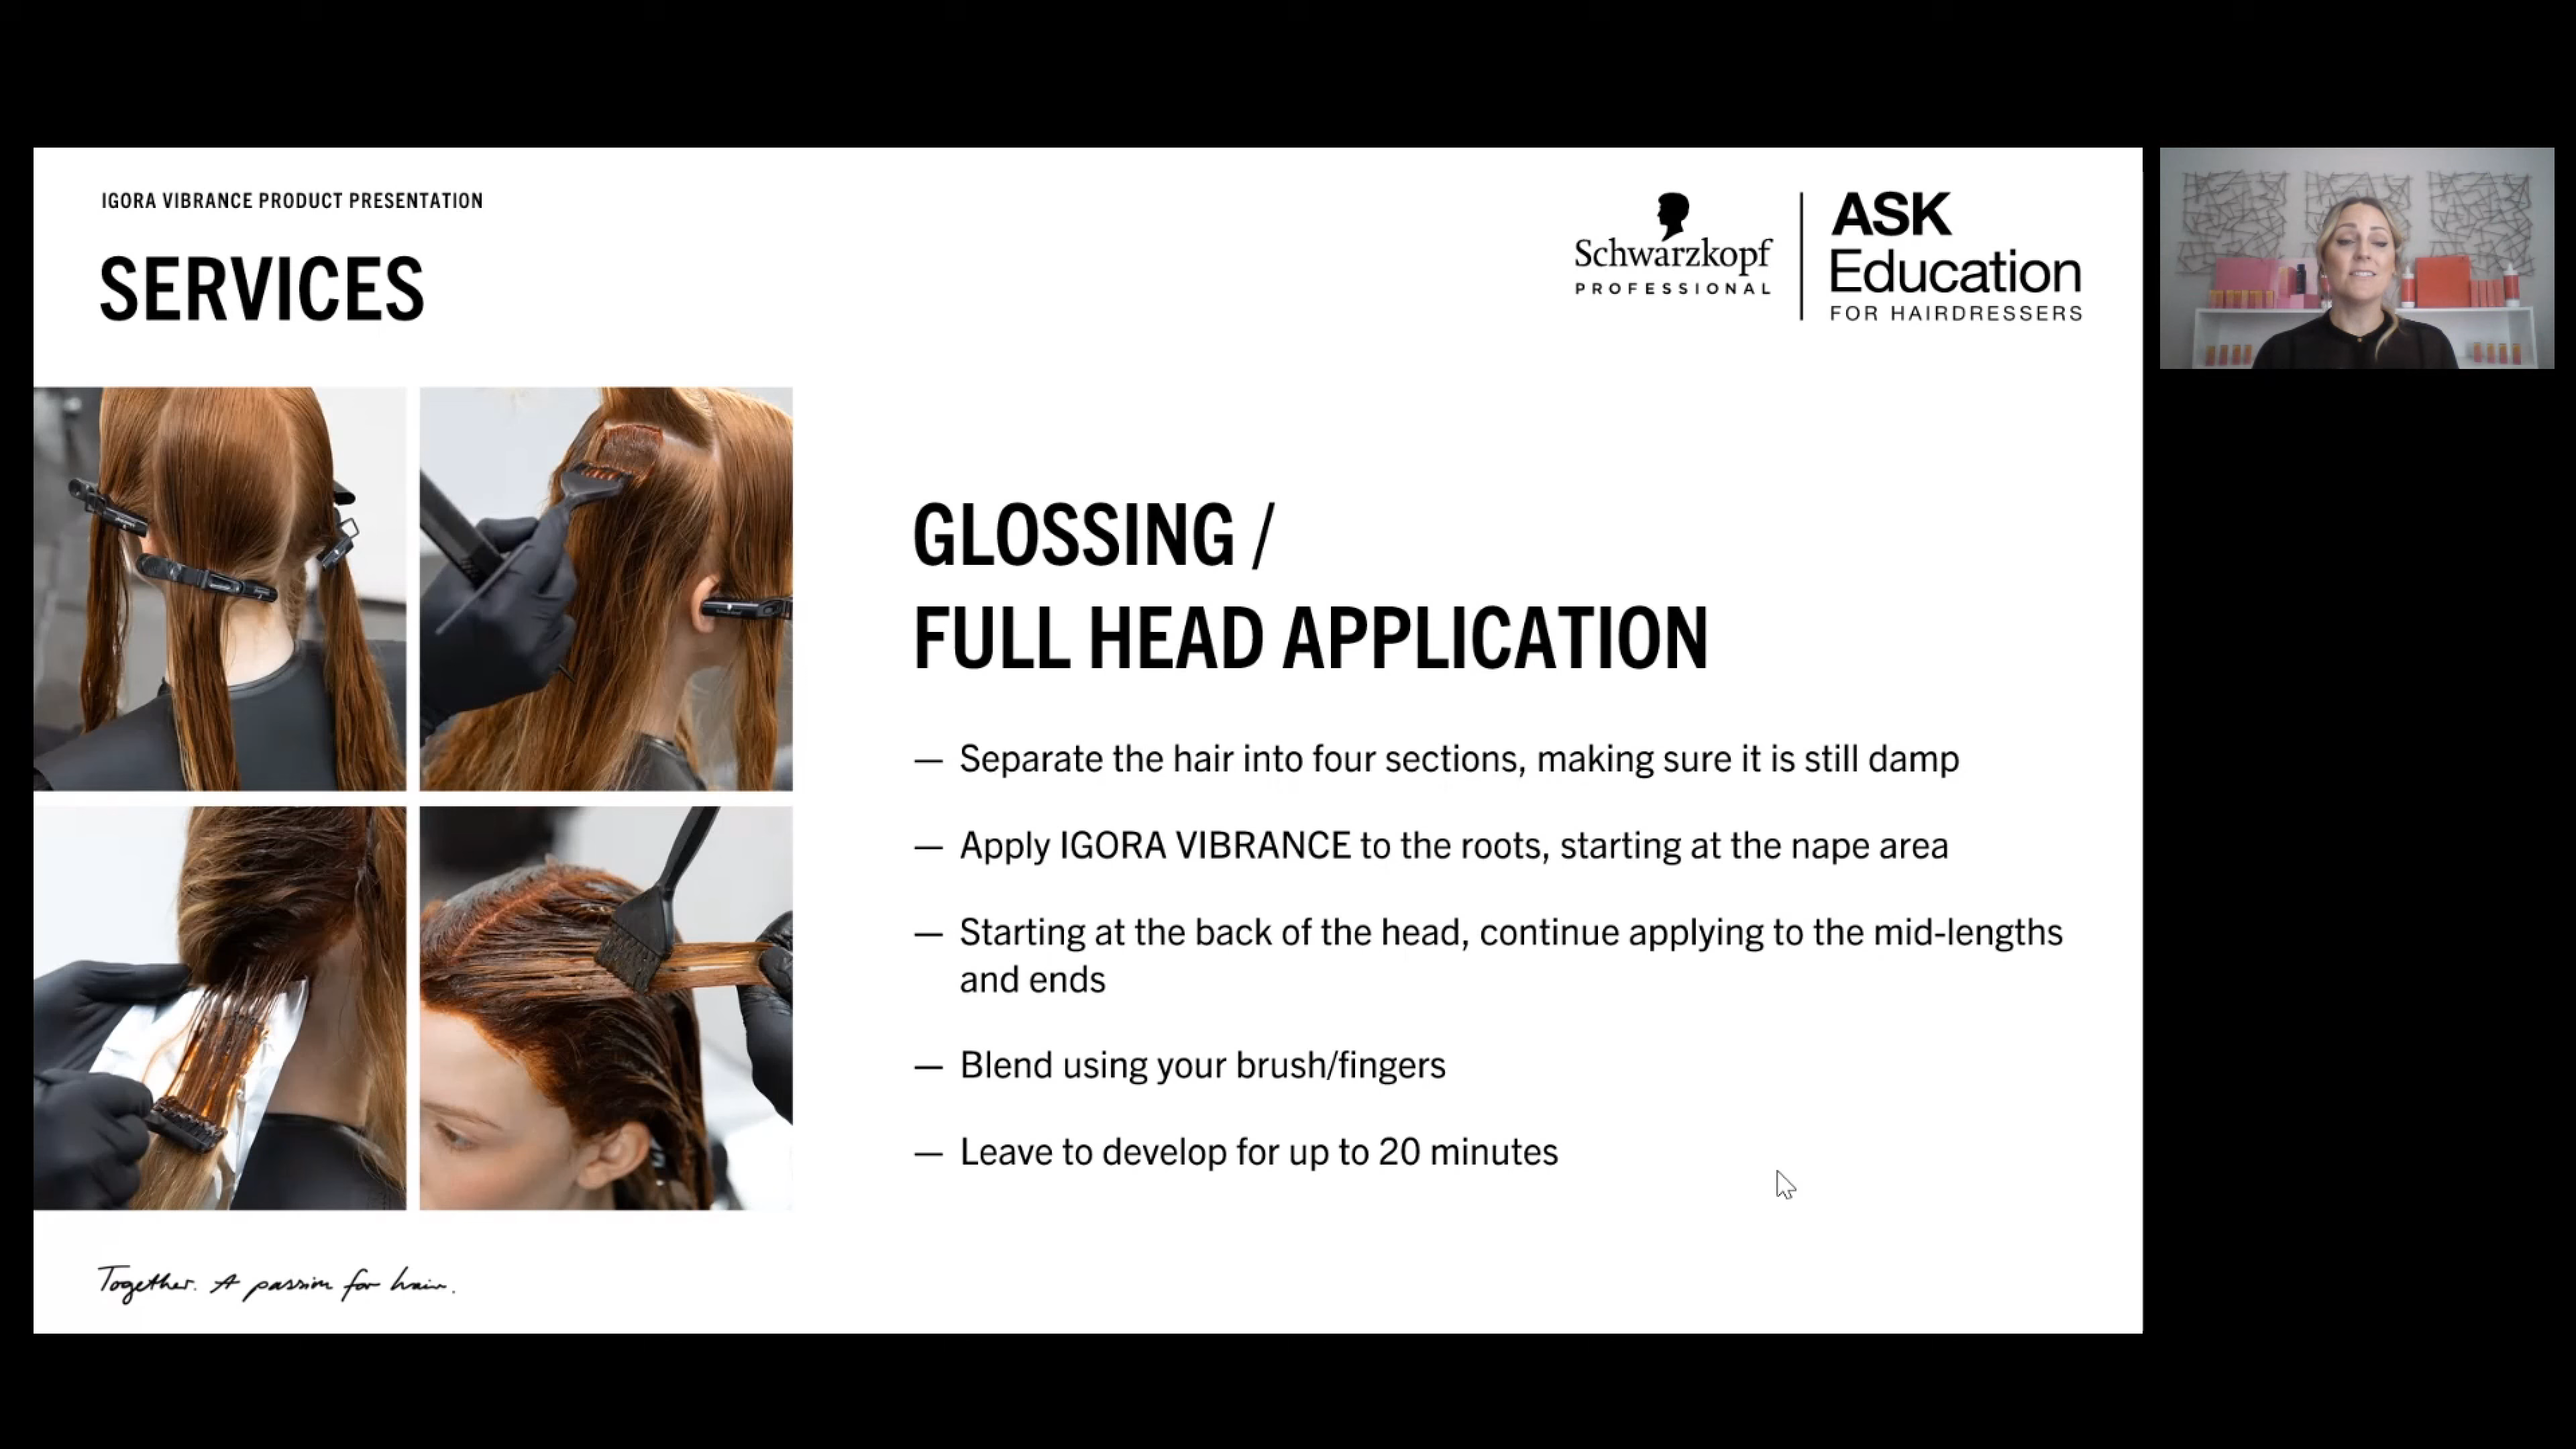 IGORA VIBRANCE PRODUCT PRESENTATION
SERVICES
Schwarzkopf
PROFESSIONAL
ASK
Education
FOR HAIRDRESSERS
GLOSSING /
FULL HEAD APPLICATION
— Separate the hair into four sections, making sure it is still damp
— Apply IGORA VIBRANCE to the roots, starting at the nape area
— Starting at the back of the head, continue applying to the mid-lengths
and ends
— Blend using your brush/fingers
— Leave to develop for up to 20 minutes
Together. A passion for hair.